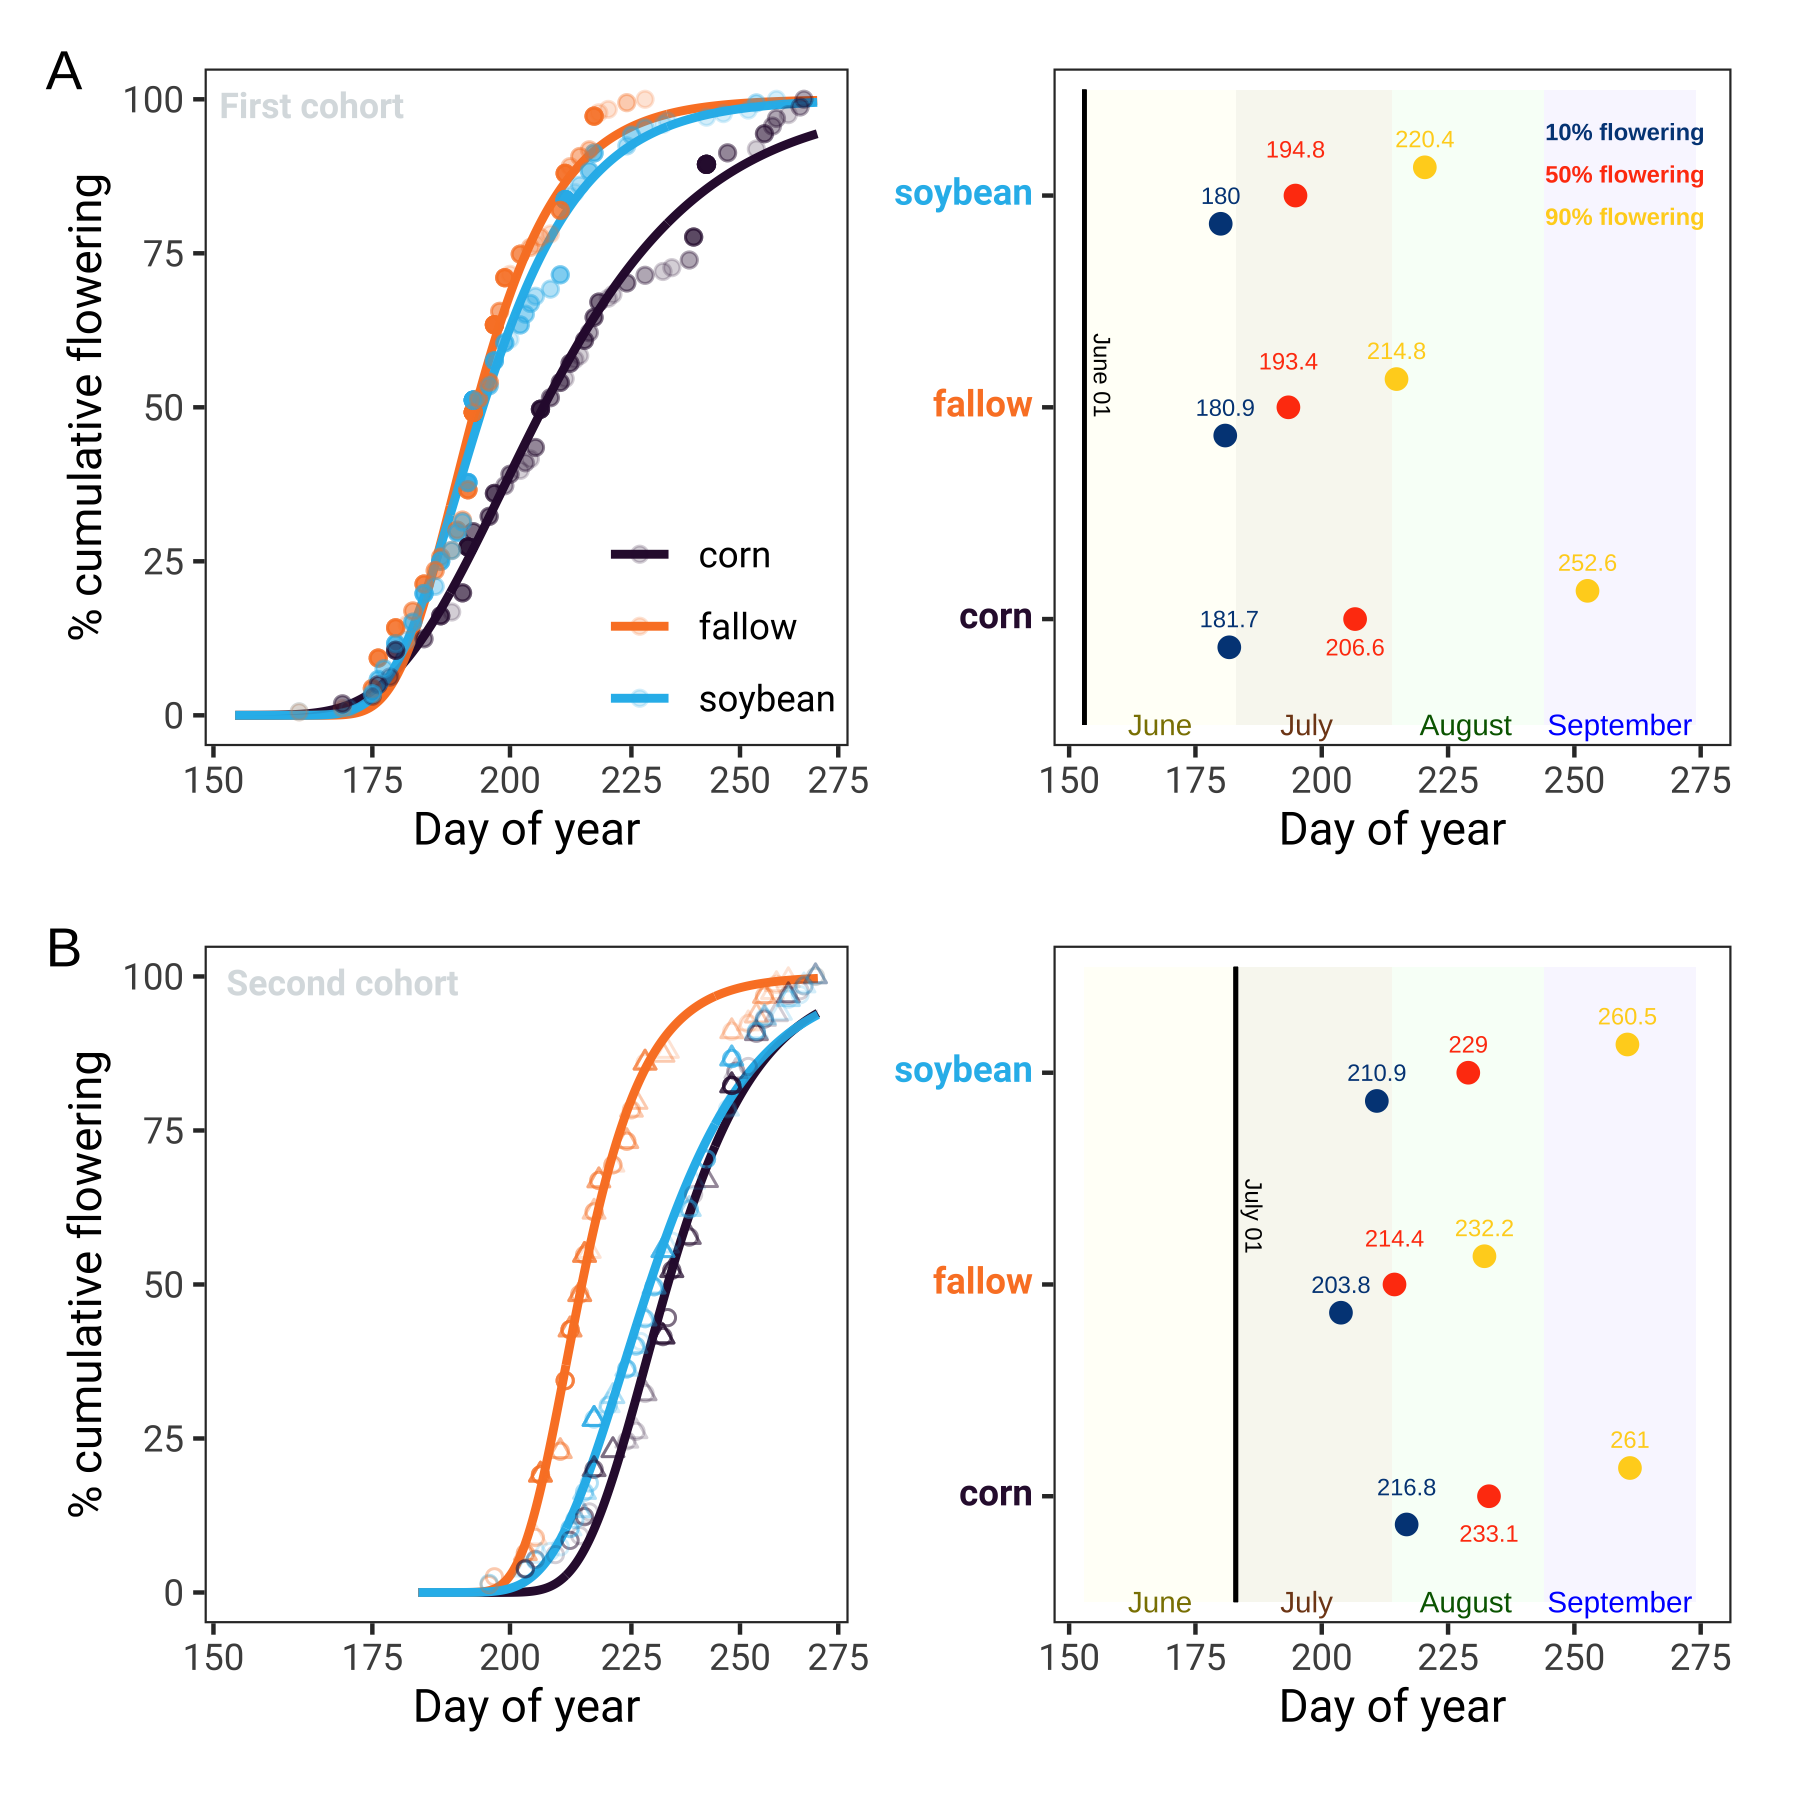 A
First cohort
% cumulative flowering
100
75
50
25
0
corn
fallow
soybean
150 175 200 225 250 275
Day of year
soybean
fallow
corn
June 01
180
194.8
220.4
180.9
193.4
214.8
181.7
206.6
252.6
10% flowering
50% flowering
90% flowering
June July August September
150 175 200 225 250 275
Day of year
B
Second cohort
% cumulative flowering
100
75
50
25
0
150 175 200 225 250 275
Day of year
soybean
fallow
corn
July 01
210.9
229
260.5
203.8
214.4
232.2
216.8
233.1
261
June July August September
150 175 200 225 250 275
Day of year